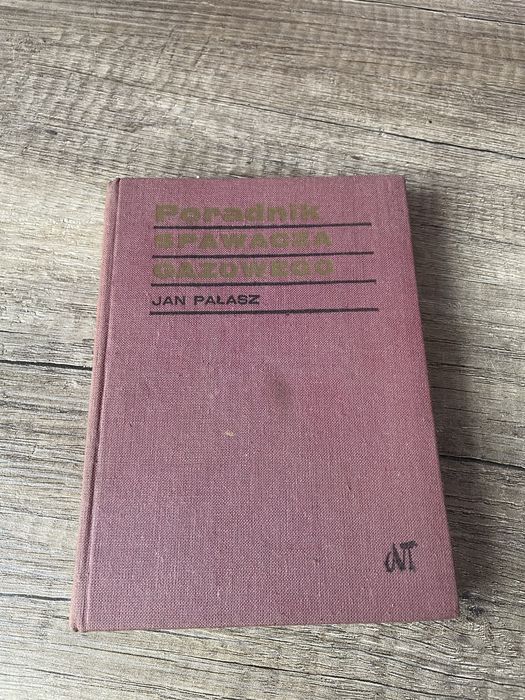 Poradnik
SPAWACZA
GAZOWEGO
JAN PAŁASZ
WNT